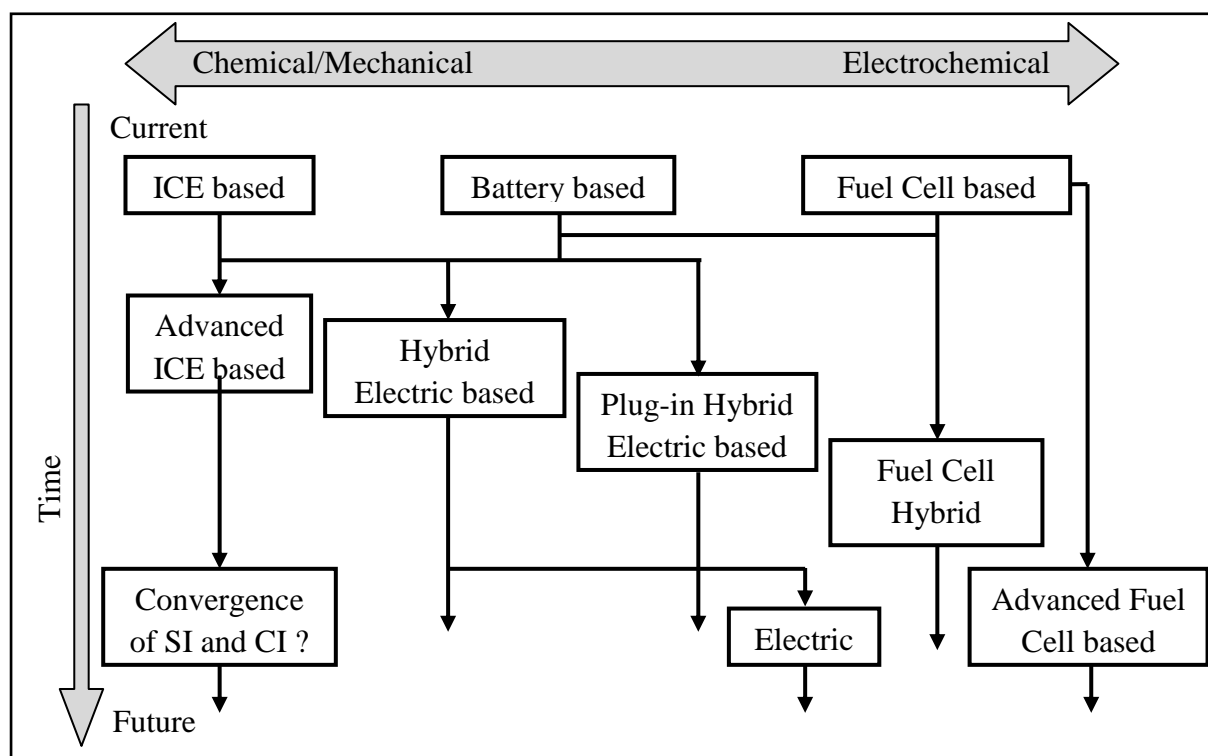 Chemical/Mechanical
Electrochemical
Current
ICE based
Battery based
Fuel Cell based
Advanced
ICE based
Hybrid
Electric based
Plug-in Hybrid
Electric based
Fuel Cell
Hybrid
Time
Convergence
of SI and CI ?
Electric
Advanced Fuel
Cell based
Future